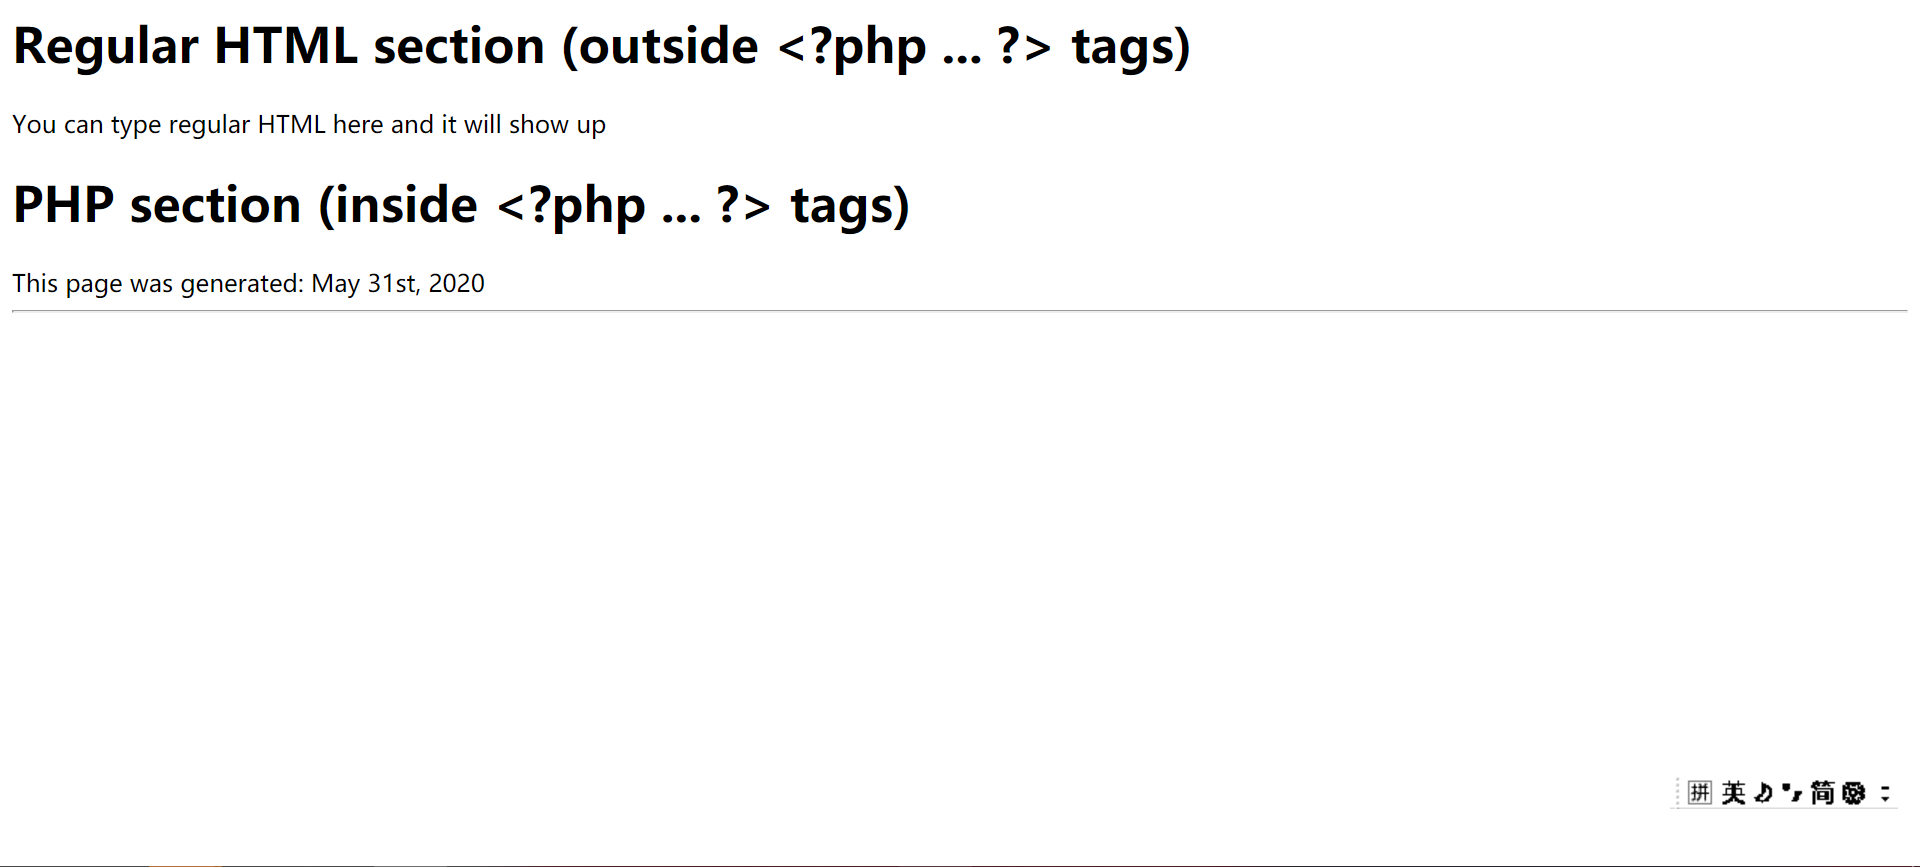 Regular HTML section (outside <?php ... ?> tags)
You can type regular HTML here and it will show up
PHP section (inside <?php ... ?> tags)
This page was generated: May 31st, 2020
拼 英 简